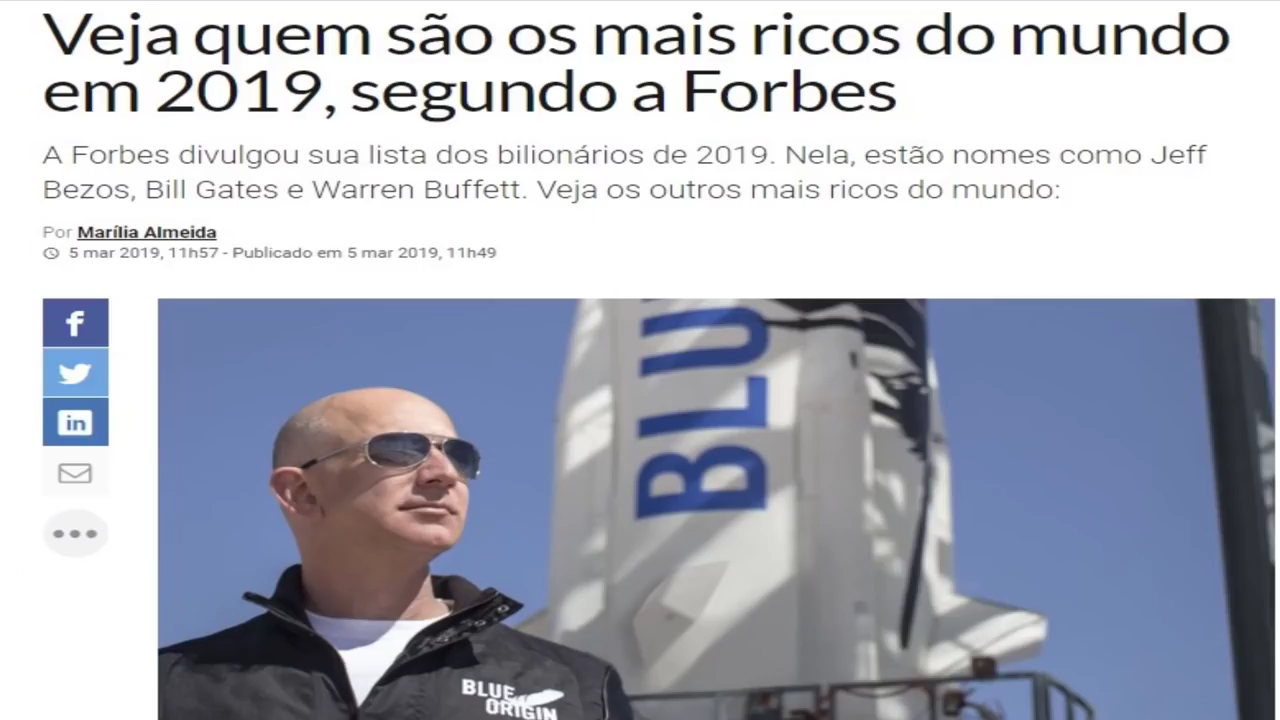 Veja quem são os mais ricos do mundo
em 2019, segundo a Forbes
A Forbes divulgou sua lista dos bilionários de 2019. Nela, estão nomes como Jeff
Bezos, Bill Gates e Warren Buffett. Veja os outros mais ricos do mundo:
Por Marília Almeida
5 mar 2019, 11h57 - Publicado em 5 mar 2019, 11h49
f
in
BLU
BLUE
ORIGIN